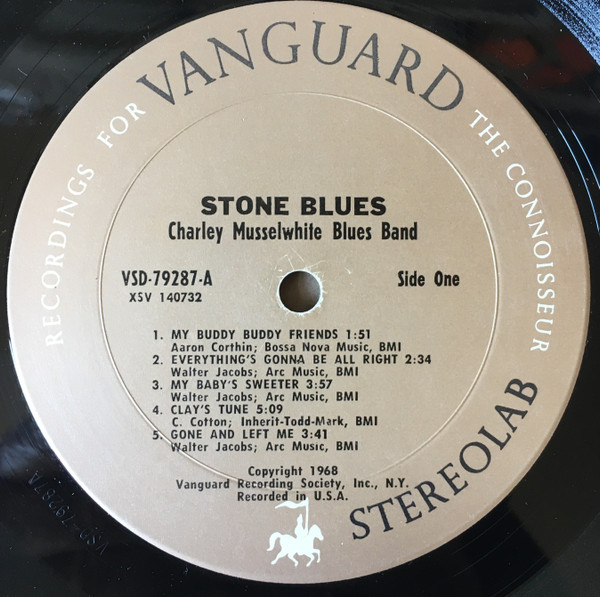 RECORDINGS FOR VANGUARD THE CONNOISSEUR
STONE BLUES
Charley Musselwhite Blues Band
VSD-79287-A Side One
XSV 140732
1. MY BUDDY BUDDY FRIENDS 1:51
Aaron Corthin; Bossa Nova Music, BMI
2. EVERYTHING'S GONNA BE ALL RIGHT 2:34
Walter Jacobs; Arc Music, BMI
3. MY BABY'S SWEETER 3:57
Walter Jacobs; Arc Music, BMI
4. CLAY'S TUNE 5:09
C. Cotton; Inherit-Todd-Mark, BMI
5. GONE AND LEFT ME 3:41
Walter Jacobs; Arc Music, BMI
Copyright 1968
Vanguard Recording Society, Inc., N.Y.
Recorded in U.S.A.
STEREOLAB